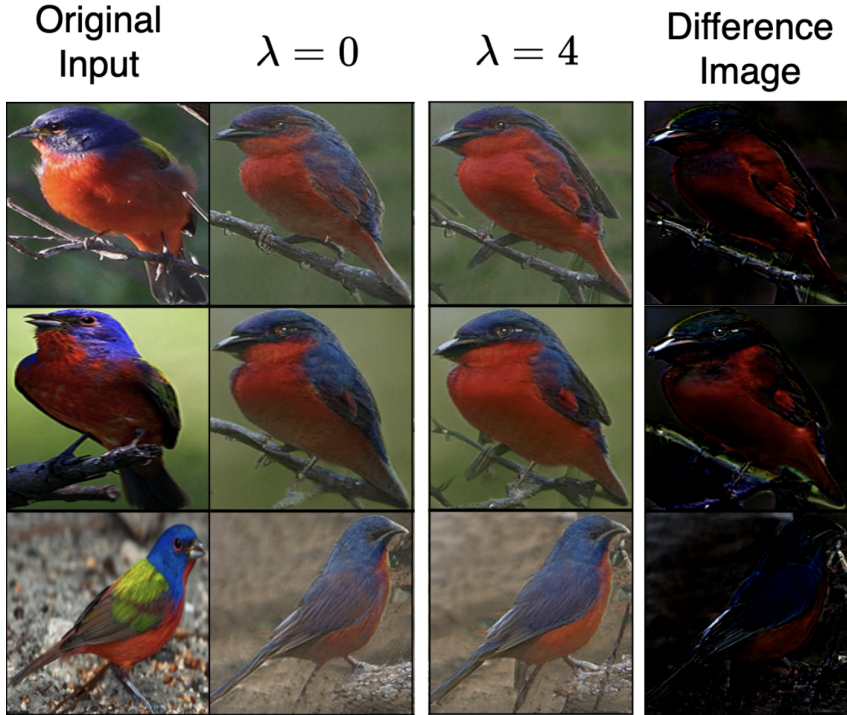 Original
Input
λ = 0
λ = 4
Difference
Image